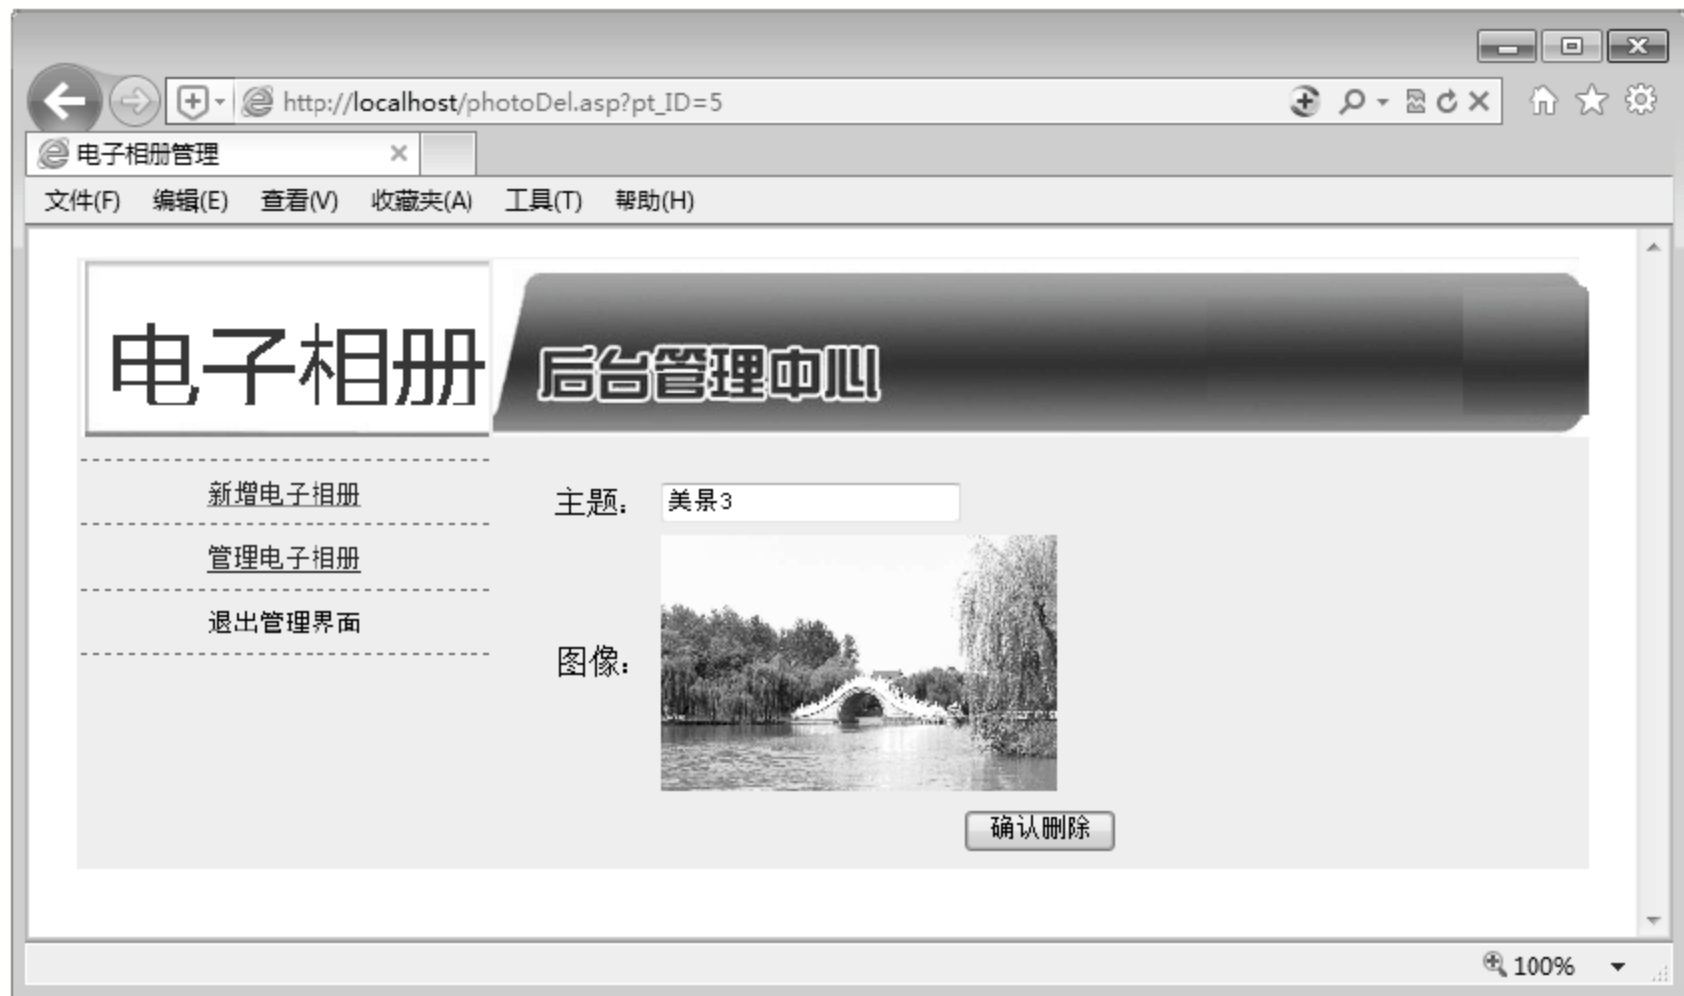 http://localhost/photoDel.asp?pt_ID=5
电子相册管理
文件(F) 编辑(E) 查看(V) 收藏夹(A) 工具(T) 帮助(H)
电子相册
后台管理中心
新增电子相册
管理电子相册
退出管理界面
主题：
美景3
图像：
确认删除
100%